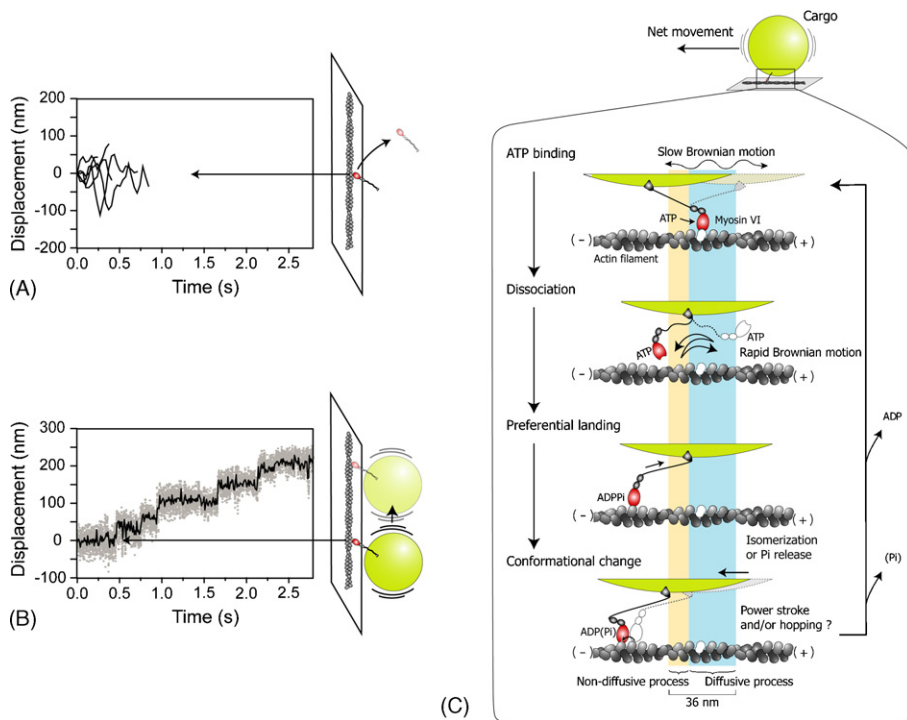 Displacement (nm)
200
100
0
-100
-200
0.0 0.5 1.0 1.5 2.0 2.5
Time (s)
(A)
Displacement (nm)
300
200
100
0
-100
0.0 0.5 1.0 1.5 2.0 2.5
Time (s)
(B)
Cargo
Net movement
ATP binding
Slow Brownian motion
ATP
Myosin VI
(-)
(+)
Actin filament
Dissociation
ATP
ATP
Rapid Brownian motion
(-)
(+)
Preferential landing
ADP
ADPPi
(-)
(+)
Isomerization
or Pi release
Conformational change
(Pi)
Power stroke
and/or hopping ?
ADP(Pi)
(-)
(+)
Non-diffusive process
Diffusive process
36 nm
(C)